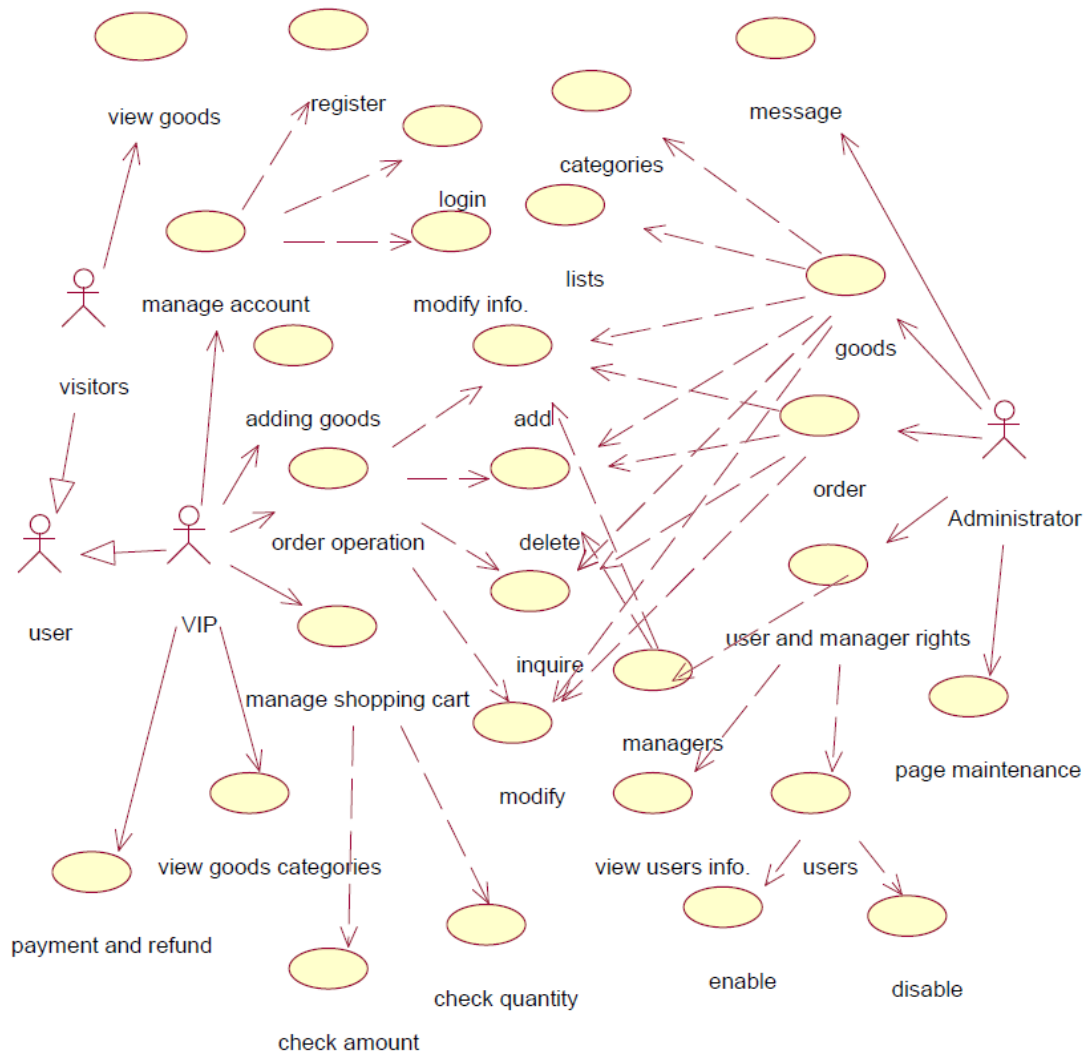 view goods
register
message
categories
login
lists
manage account
modify info.
goods
visitors
adding goods
add
order
Administrator
order operation
delete
user
VIP
user and manager rights
inquire
manage shopping cart
managers
page maintenance
modify
view goods categories
view users info.
users
payment and refund
enable
disable
check quantity
check amount